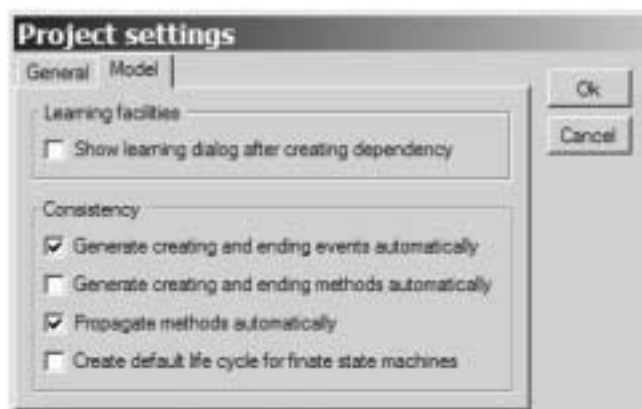 Project settings
General Model
Ok
Cancel
Learning facilities
Show learning dialog after creating dependency
Consistency
Generate creating and ending events automatically
Generate creating and ending methods automatically
Propagate methods automatically
Create default life cycle for finate state machines